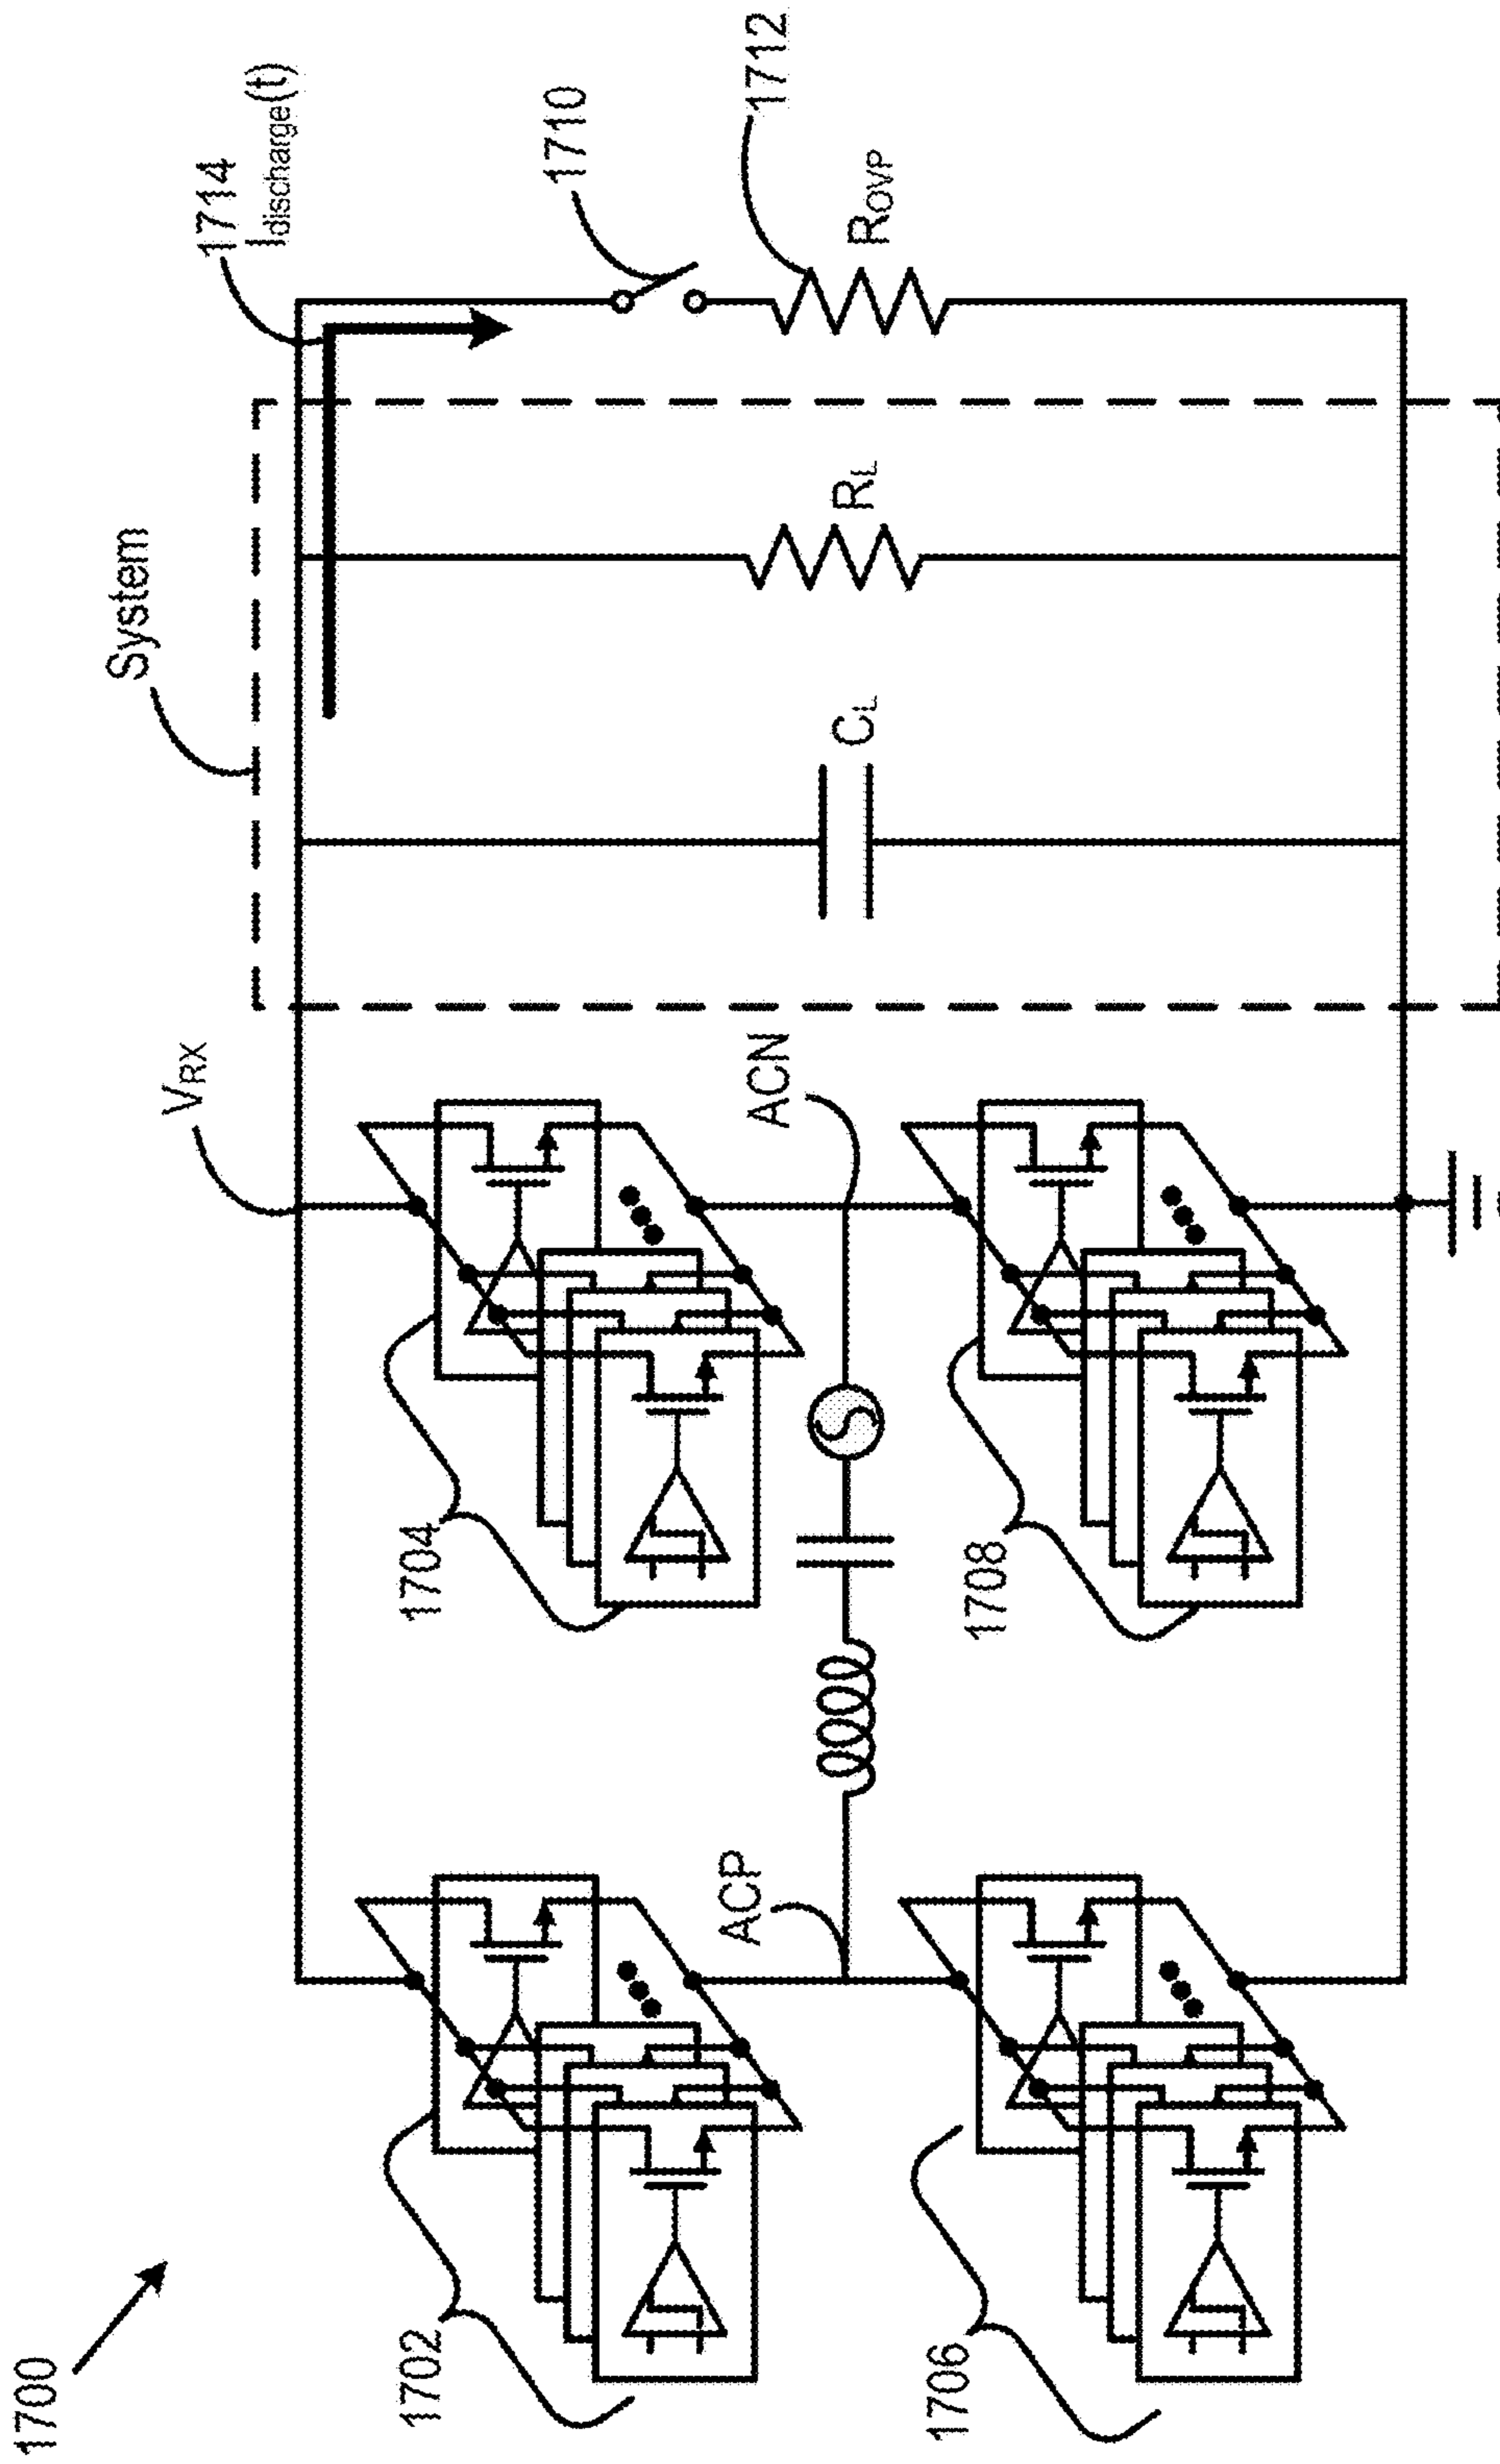 1700
1702
1704
1706
1708
ACP
ACN
VRX
System
CL
RL
1714
Idischarge(t)
1710
1712
ROVP